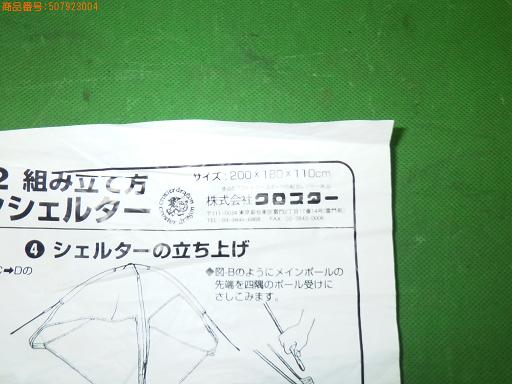 商品番号:507923004
2 組み立て方
シェルター
サイズ:200×180×110cm
株式会社クロスター
❹ シェルターの立ち上げ
C➡Dの
◆図-Bのようにメインポールの
先端を四隅のポール受けに
さしこみます。